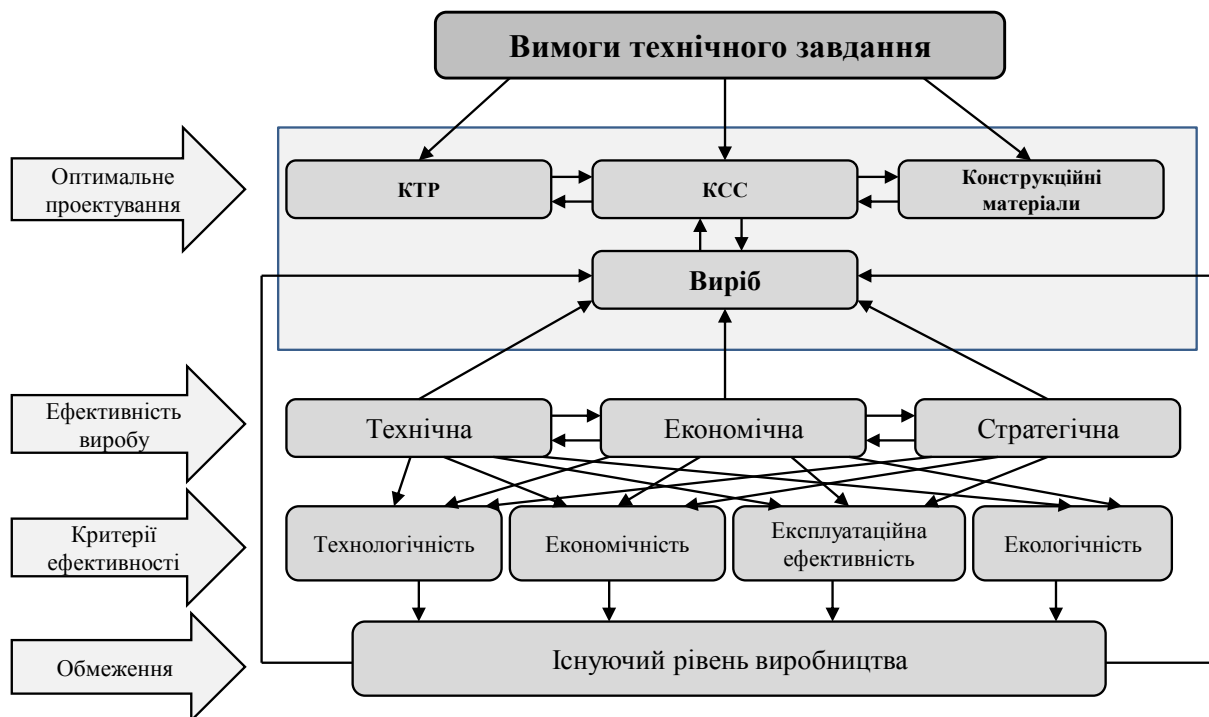 Вимоги технічного завдання
Оптимальне
проектування
КТР
КСС
Конструкційні
матеріали
Виріб
Ефективність
виробу
Технічна
Економічна
Стратегічна
Критерії
ефективності
Технологічність
Економічність
Експлуатаційна
ефективність
Екологічність
Обмеження
Існуючий рівень виробництва